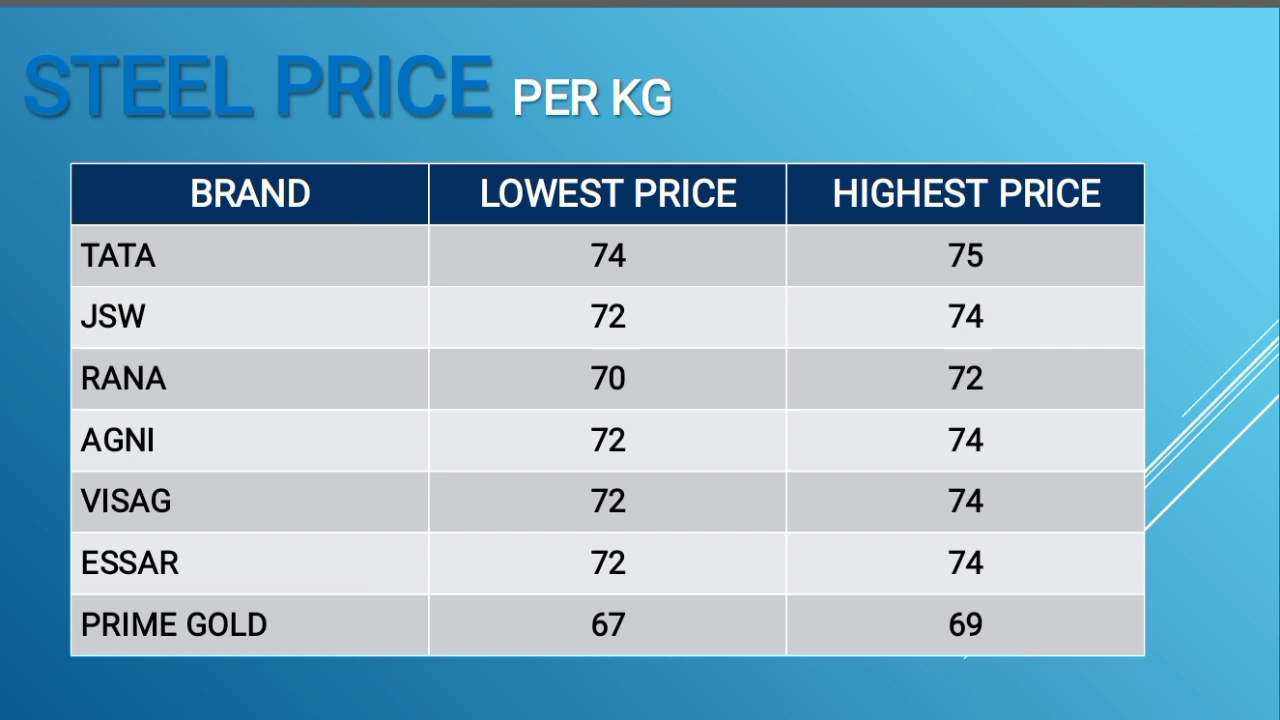 STEEL PRICE PER KG
BRAND LOWEST PRICE HIGHEST PRICE
TATA 74 75
JSW 72 74
RANA 70 72
AGNI 72 74
VISAG 72 74
ESSAR 72 74
PRIME GOLD 67 69